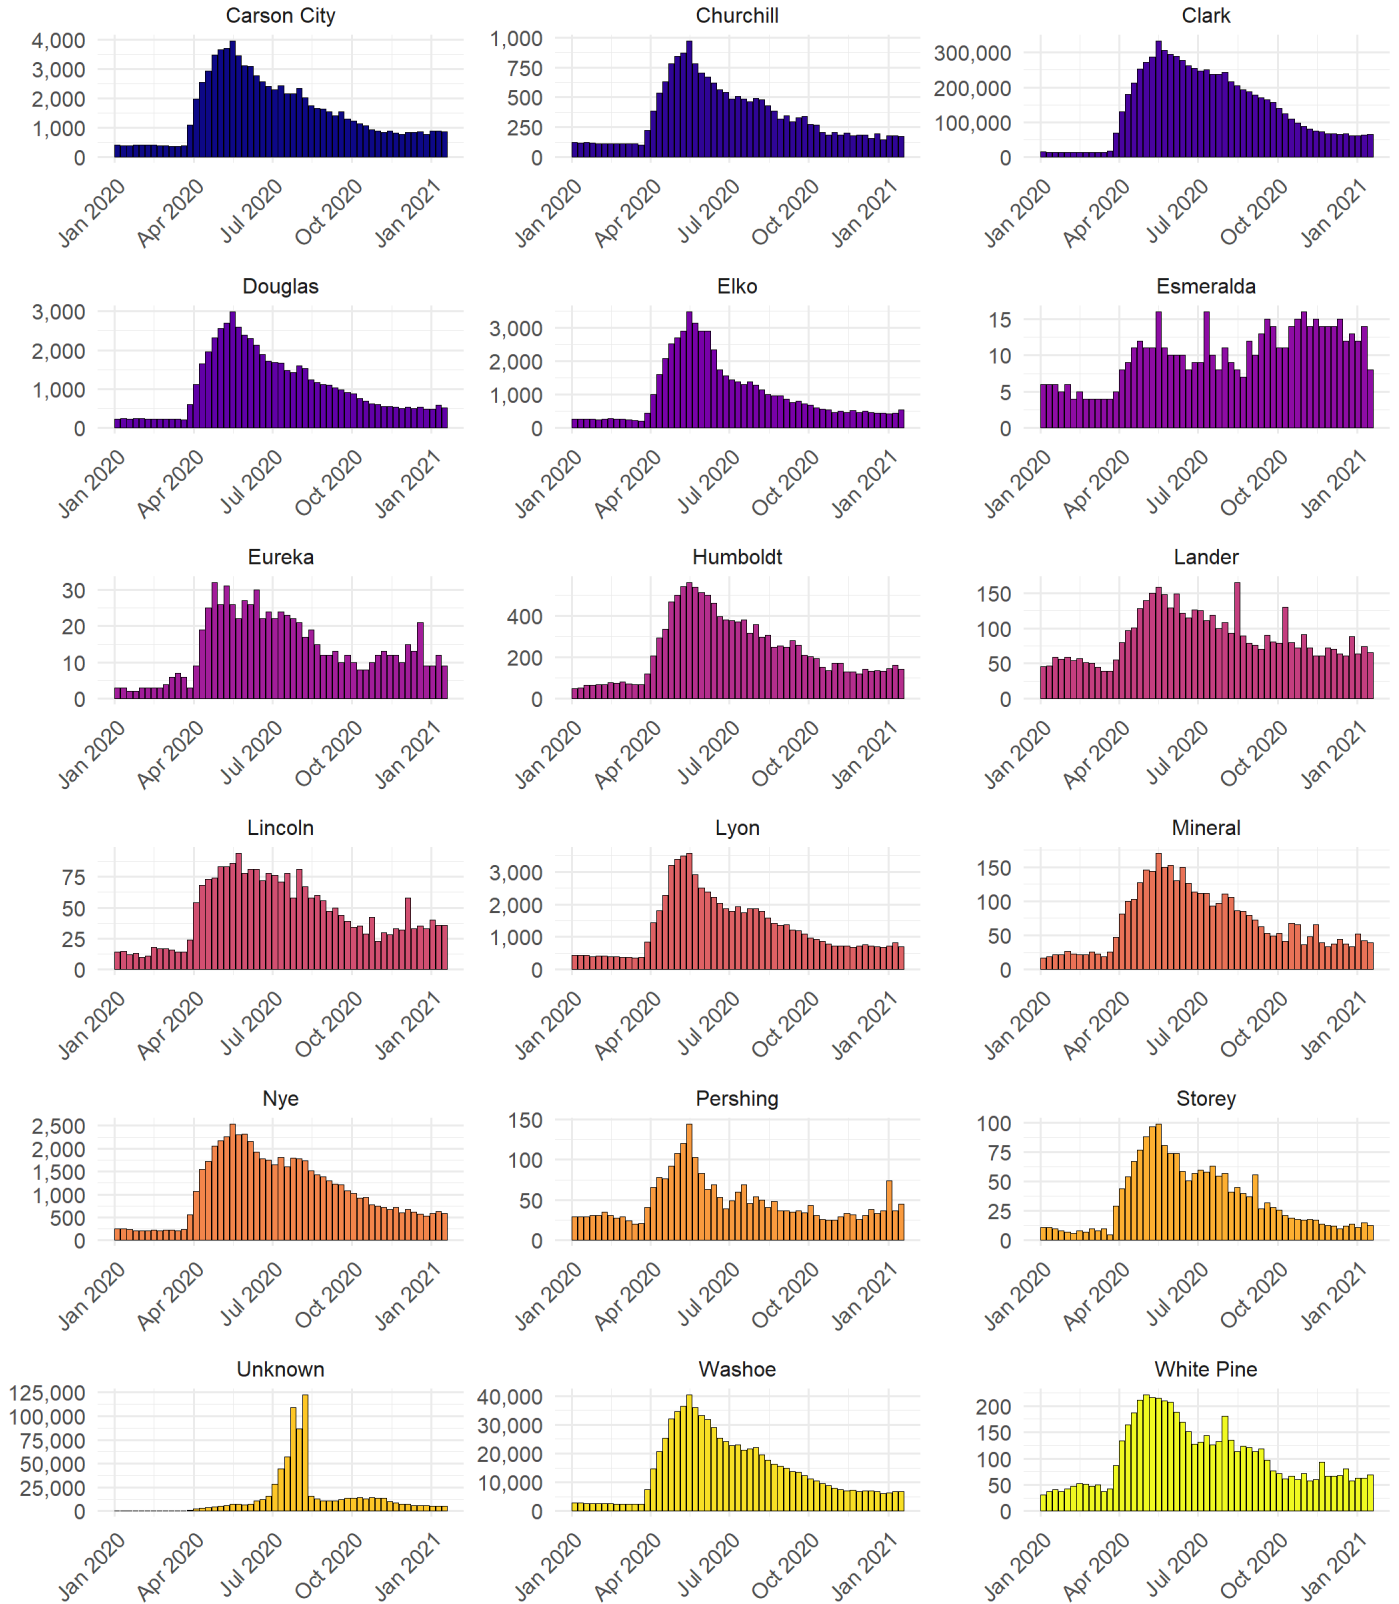 Carson City
4,000
3,000
2,000
1,000
0
Jan 2020
Apr 2020
Jul 2020
Oct 2020
Jan 2021
Churchill
1,000
750
500
250
0
Jan 2020
Apr 2020
Jul 2020
Oct 2020
Jan 2021
Clark
300,000
200,000
100,000
0
Jan 2020
Apr 2020
Jul 2020
Oct 2020
Jan 2021
Douglas
3,000
2,000
1,000
0
Jan 2020
Apr 2020
Jul 2020
Oct 2020
Jan 2021
Elko
3,000
2,000
1,000
0
Jan 2020
Apr 2020
Jul 2020
Oct 2020
Jan 2021
Esmeralda
15
10
5
0
Jan 2020
Apr 2020
Jul 2020
Oct 2020
Jan 2021
Eureka
30
20
10
0
Jan 2020
Apr 2020
Jul 2020
Oct 2020
Jan 2021
Humboldt
400
200
0
Jan 2020
Apr 2020
Jul 2020
Oct 2020
Jan 2021
Lander
150
100
50
0
Jan 2020
Apr 2020
Jul 2020
Oct 2020
Jan 2021
Lincoln
75
50
25
0
Jan 2020
Apr 2020
Jul 2020
Oct 2020
Jan 2021
Lyon
3,000
2,000
1,000
0
Jan 2020
Apr 2020
Jul 2020
Oct 2020
Jan 2021
Mineral
150
100
50
0
Jan 2020
Apr 2020
Jul 2020
Oct 2020
Jan 2021
Nye
2,500
2,000
1,500
1,000
500
0
Jan 2020
Apr 2020
Jul 2020
Oct 2020
Jan 2021
Pershing
150
100
50
0
Jan 2020
Apr 2020
Jul 2020
Oct 2020
Jan 2021
Storey
100
75
50
25
0
Jan 2020
Apr 2020
Jul 2020
Oct 2020
Jan 2021
Unknown
125,000
100,000
75,000
50,000
25,000
0
Jan 2020
Apr 2020
Jul 2020
Oct 2020
Jan 2021
Washoe
40,000
30,000
20,000
10,000
0
Jan 2020
Apr 2020
Jul 2020
Oct 2020
Jan 2021
White Pine
200
150
100
50
0
Jan 2020
Apr 2020
Jul 2020
Oct 2020
Jan 2021